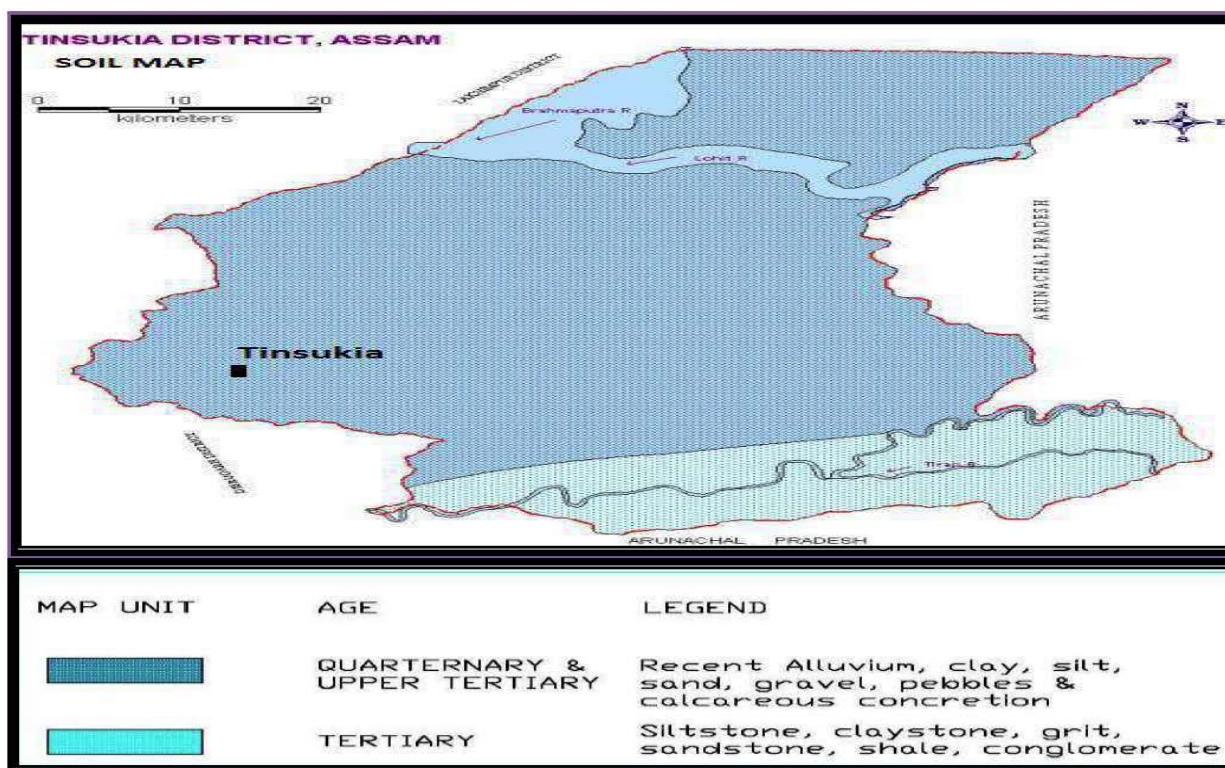 TINSUKIA DISTRICT, ASSAM
SOIL MAP
0 10 20
kilometers
Brahmaputra R
Lohit R
N
W E
S
ARUNACHAL PRADESH
Tinsukia
ARUNACHAL PRADESH
MAP UNIT AGE LEGEND
QUARTERNARY & UPPER TERTIARY
Recent Alluvium, clay, silt,
sand, gravel, pebbles &
calcareous concretion
TERTIARY
Siltstone, claystone, grit,
sandstone, shale, conglomerate